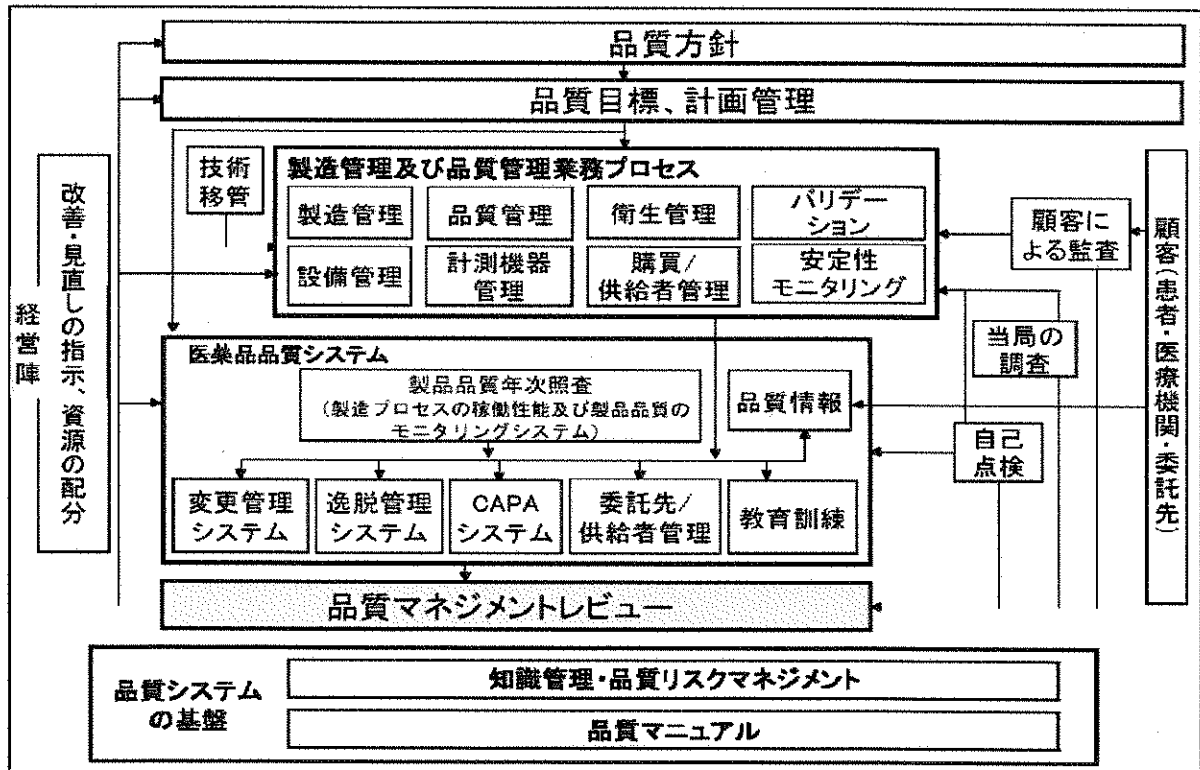 品質方針
品質目標、計画管理
技術
移管
製造管理及び品質管理業務プロセス
製造管理
品質管理
衛生管理
バリデー
ション
設備管理
計測機器
管理
購買/
供給者管理
安定性
モニタリング
顧客に
よる監査
当局の
調査
自己
点検
顧客(患者・医療機関・委託先)
経営陣
改善・見直しの指示、資源の配分
医薬品品質システム
製品品質年次照査
(製造プロセスの稼働性能及び製品品質の
モニタリングシステム)
品質情報
変更管理
システム
逸脱管理
システム
CAPA
システム
委託先/
供給者管理
教育訓練
品質マネジメントレビュー
品質システム
の基盤
知識管理・品質リスクマネジメント
品質マニュアル